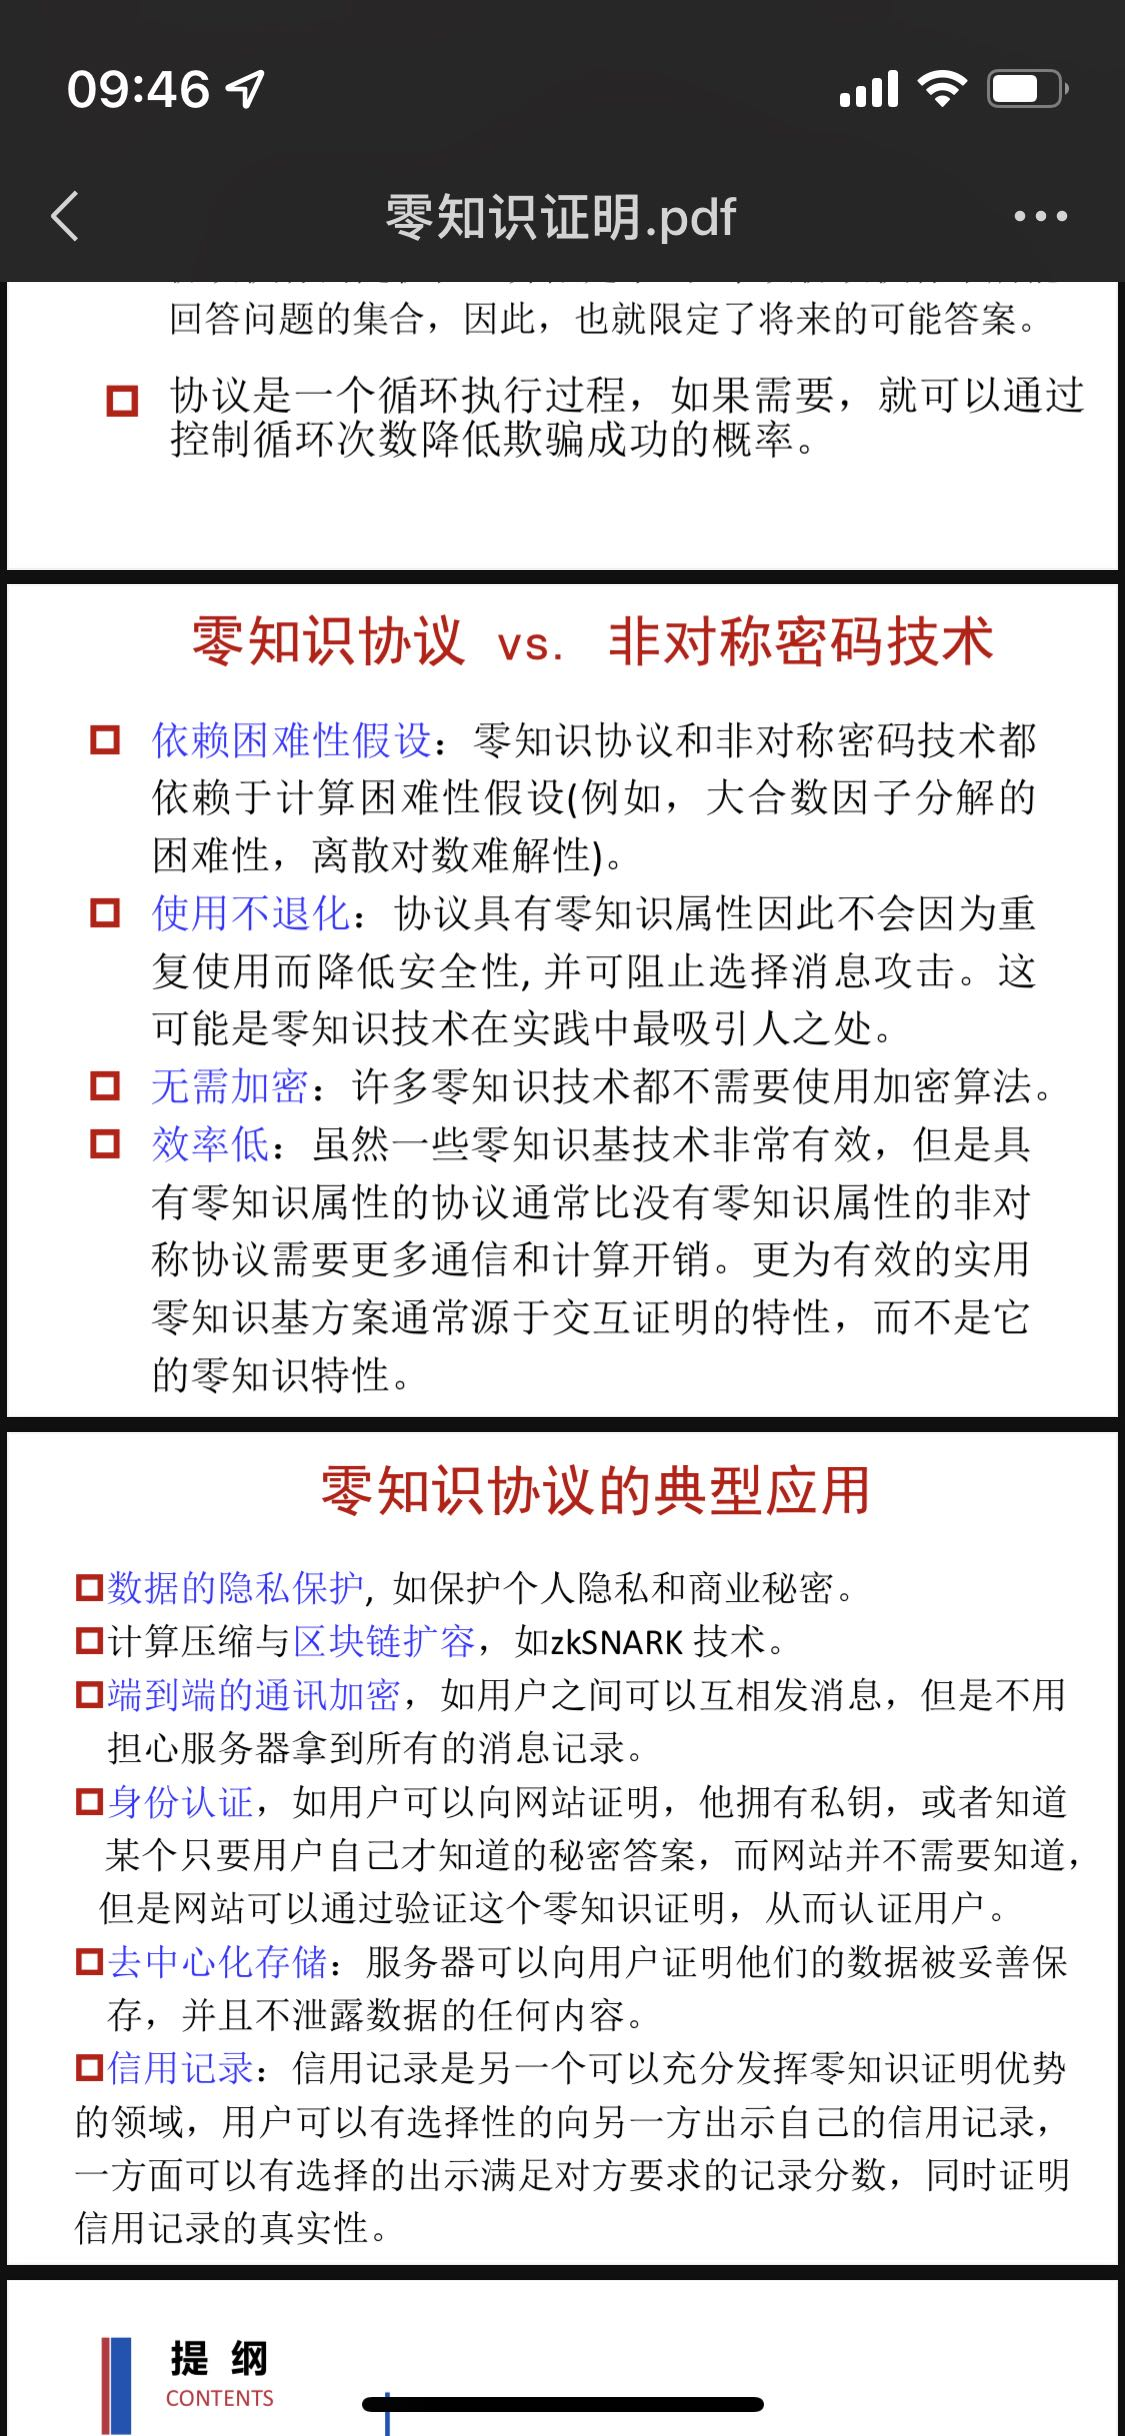 09:46
零知识证明.pdf
回答问题的集合，因此，也就限定了将来的可能答案。
协议是一个循环执行过程，如果需要，就可以通过
控制循环次数降低欺骗成功的概率。
零知识协议 vs. 非对称密码技术
依赖困难性假设：零知识协议和非对称密码技术都
依赖于计算困难性假设(例如，大合数因子分解的
困难性，离散对数难解性)。
使用不退化：协议具有零知识属性因此不会因为重
复使用而降低安全性,并可阻止选择消息攻击。这
可能是零知识技术在实践中最吸引人之处。
无需加密：许多零知识技术都不需要使用加密算法。
效率低：虽然一些零知识基技术非常有效，但是具
有零知识属性的协议通常比没有零知识属性的非对
称协议需要更多通信和计算开销。更为有效的实用
零知识基方案通常源于交互证明的特性，而不是它
的零知识特性。
零知识协议的典型应用
数据的隐私保护, 如保护个人隐私和商业秘密。
计算压缩与区块链扩容，如zkSNARK 技术。
端到端的通讯加密，如用户之间可以互相发消息，但是不用
担心服务器拿到所有的消息记录。
身份认证，如用户可以向网站证明，他拥有私钥，或者知道
某个只要用户自己才知道的秘密答案，而网站并不需要知道，
但是网站可以通过验证这个零知识证明，从而认证用户。
去中心化存储：服务器可以向用户证明他们的数据被妥善保
存，并且不泄露数据的任何内容。
信用记录：信用记录是另一个可以充分发挥零知识证明优势
的领域，用户可以有选择性的向另一方出示自己的信用记录，
一方面可以有选择的出示满足对方要求的记录分数，同时证明
信用记录的真实性。
提 纲
CONTENTS